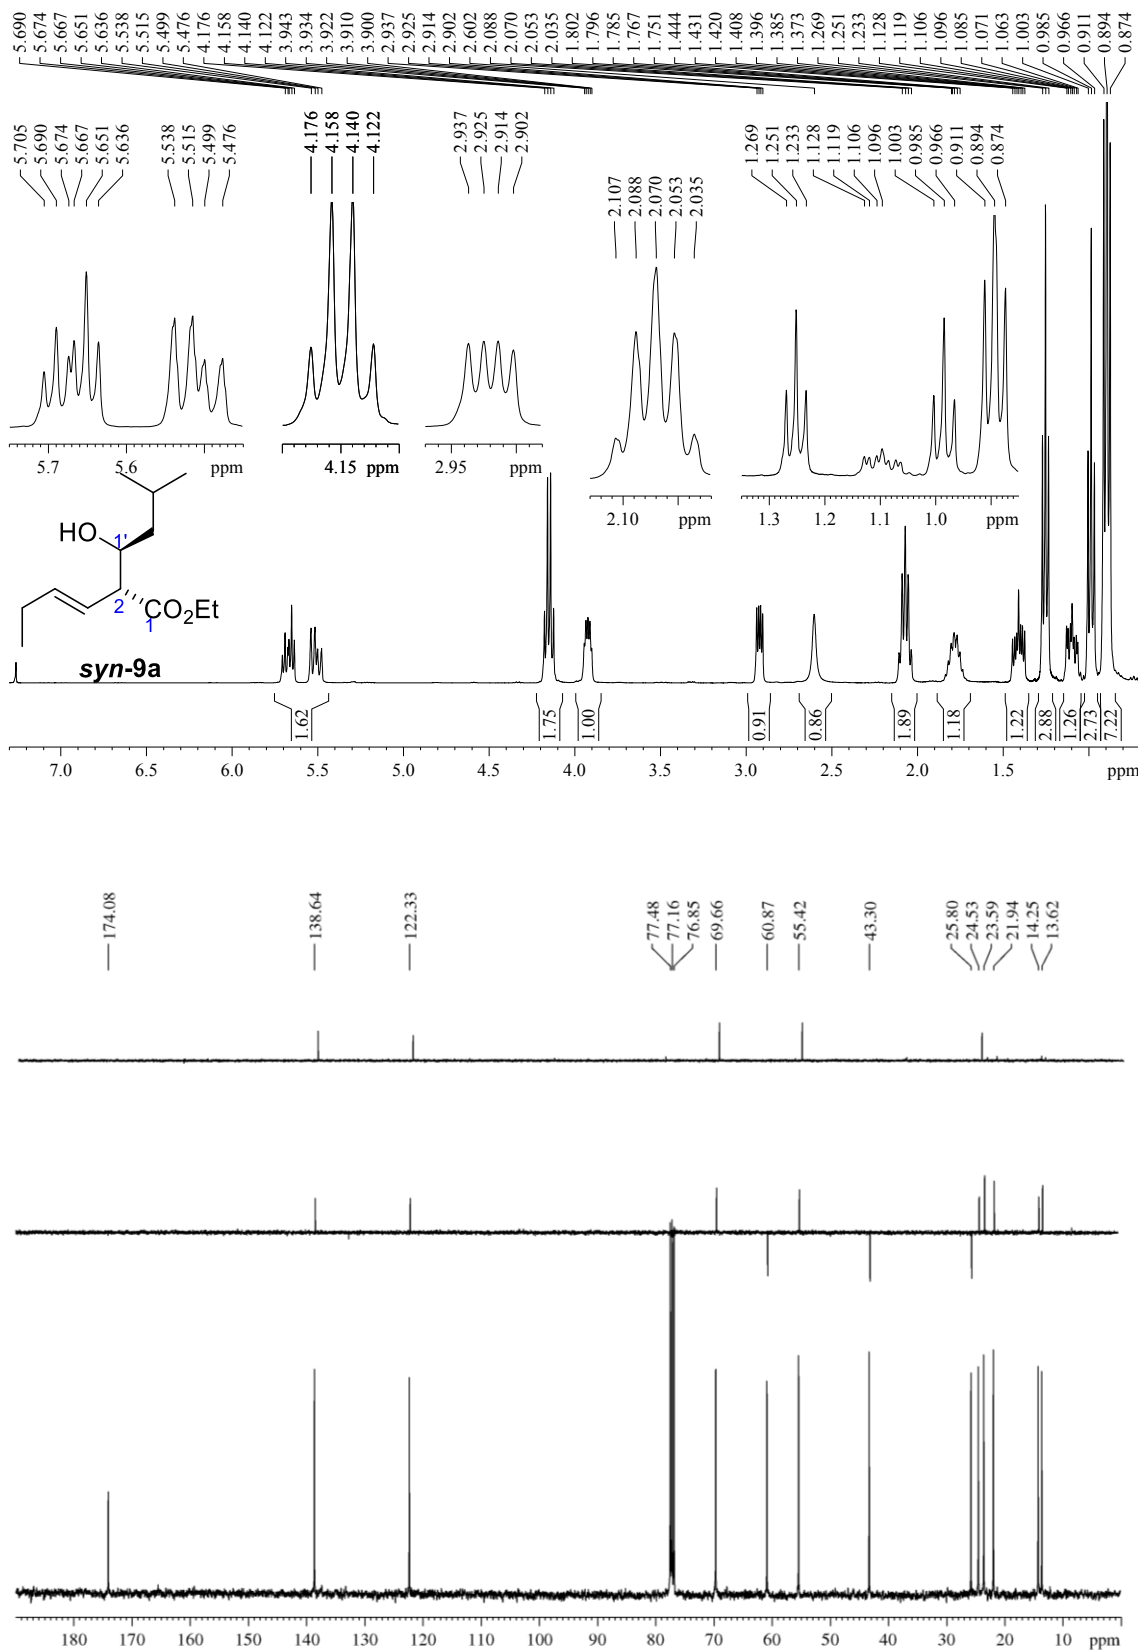 5.690 5.674 5.667 5.651 5.636 5.538 5.515 5.499 5.476 4.176 4.158 4.140 4.122 3.943 3.934 3.922 3.910 3.900 2.937 2.925 2.914 2.902 2.602 2.088 2.070 2.053 2.035 1.802 1.796 1.785 1.767 1.751 1.444 1.431 1.420 1.408 1.396 1.385 1.373 1.269 1.251 1.233 1.128 1.119 1.106 1.096 1.085 1.071 1.063 1.003 0.985 0.966 0.911 0.894 0.874
5.705 5.690 5.674 5.667 5.651 5.636 5.538 5.515 5.499 5.476
4.176 4.158 4.140 4.122
2.937 2.925 2.914 2.902
2.107 2.088 2.070 2.053 2.035
1.269 1.251 1.233 1.128 1.119 1.106 1.096 1.003 0.985 0.966 0.911 0.894 0.874
5.7 5.6 ppm
4.15 ppm
2.95 ppm
2.10 ppm
1.3 1.2 1.1 1.0 ppm
HO
1'
2
1
CO2Et
syn-9a
1.62 1.75 1.00 0.91 0.86 1.89 1.18 1.22 2.88 1.26 2.73 7.22
7.0 6.5 6.0 5.5 5.0 4.5 4.0 3.5 3.0 2.5 2.0 1.5 ppm
174.08 138.64 122.33 77.48 77.16 76.85 69.66 60.87 55.42 43.30 25.80 24.53 23.59 21.94 14.25 13.62
180 170 160 150 140 130 120 110 100 90 80 70 60 50 40 30 20 10 ppm